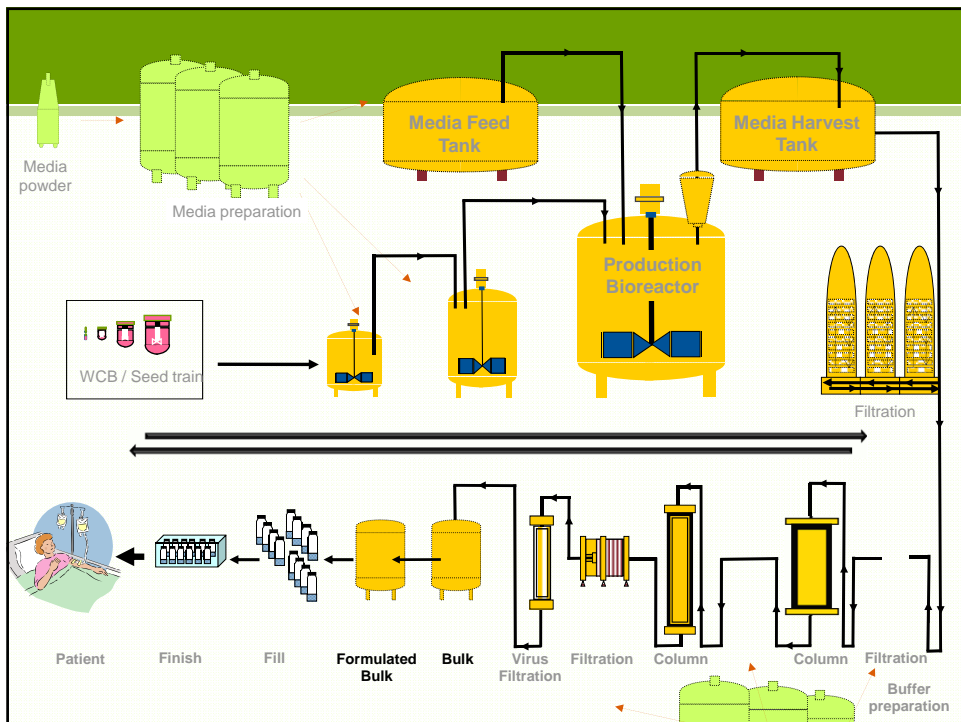 Media Feed
Tank
Media Harvest
Tank
Media
powder
Media preparation
Production
Bioreactor
WCB / Seed train
Filtration
Patient
Finish
Fill
Formulated
Bulk
Bulk
Virus
Filtration
Filtration
Column
Column
Filtration
Buffer
preparation